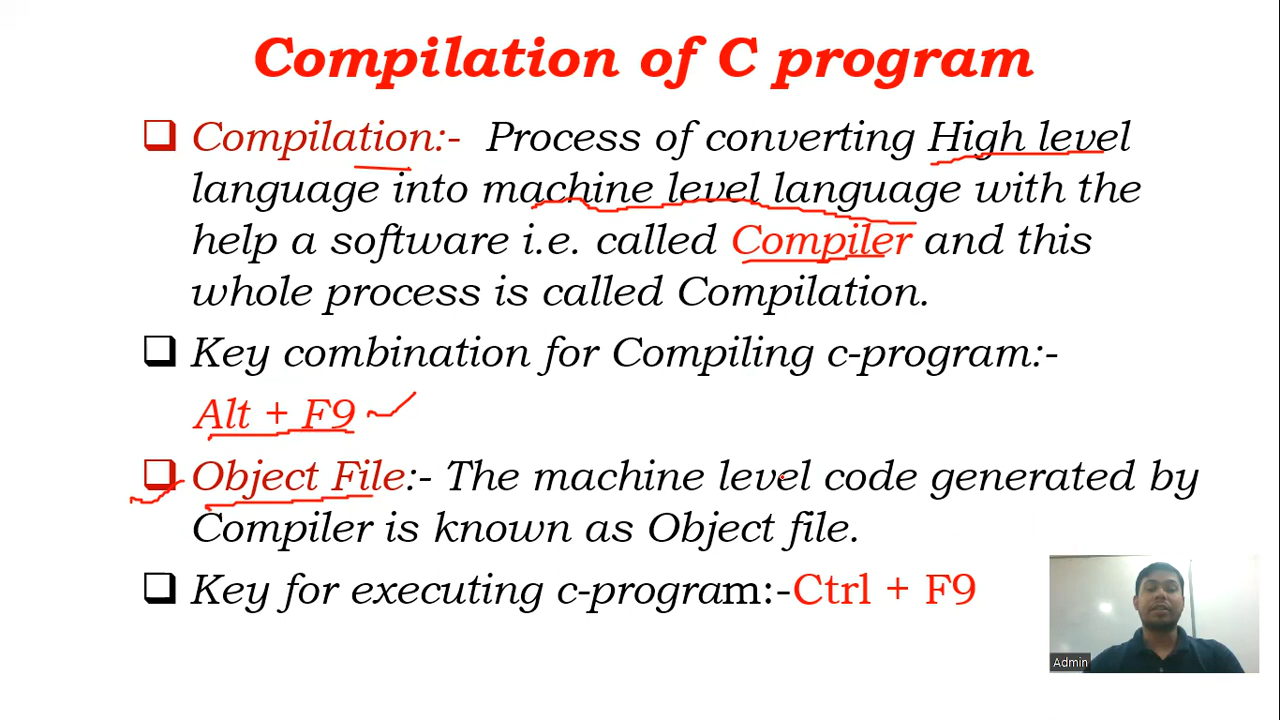 Compilation of C program
❑ Compilation:- Process of converting High level
language into machine level language with the
help a software i.e. called Compiler and this
whole process is called Compilation.
❑ Key combination for Compiling c-program:-
Alt + F9
❑ Object File:- The machine level code generated by
Compiler is known as Object file.
❑ Key for executing c-program:-Ctrl + F9
Admin